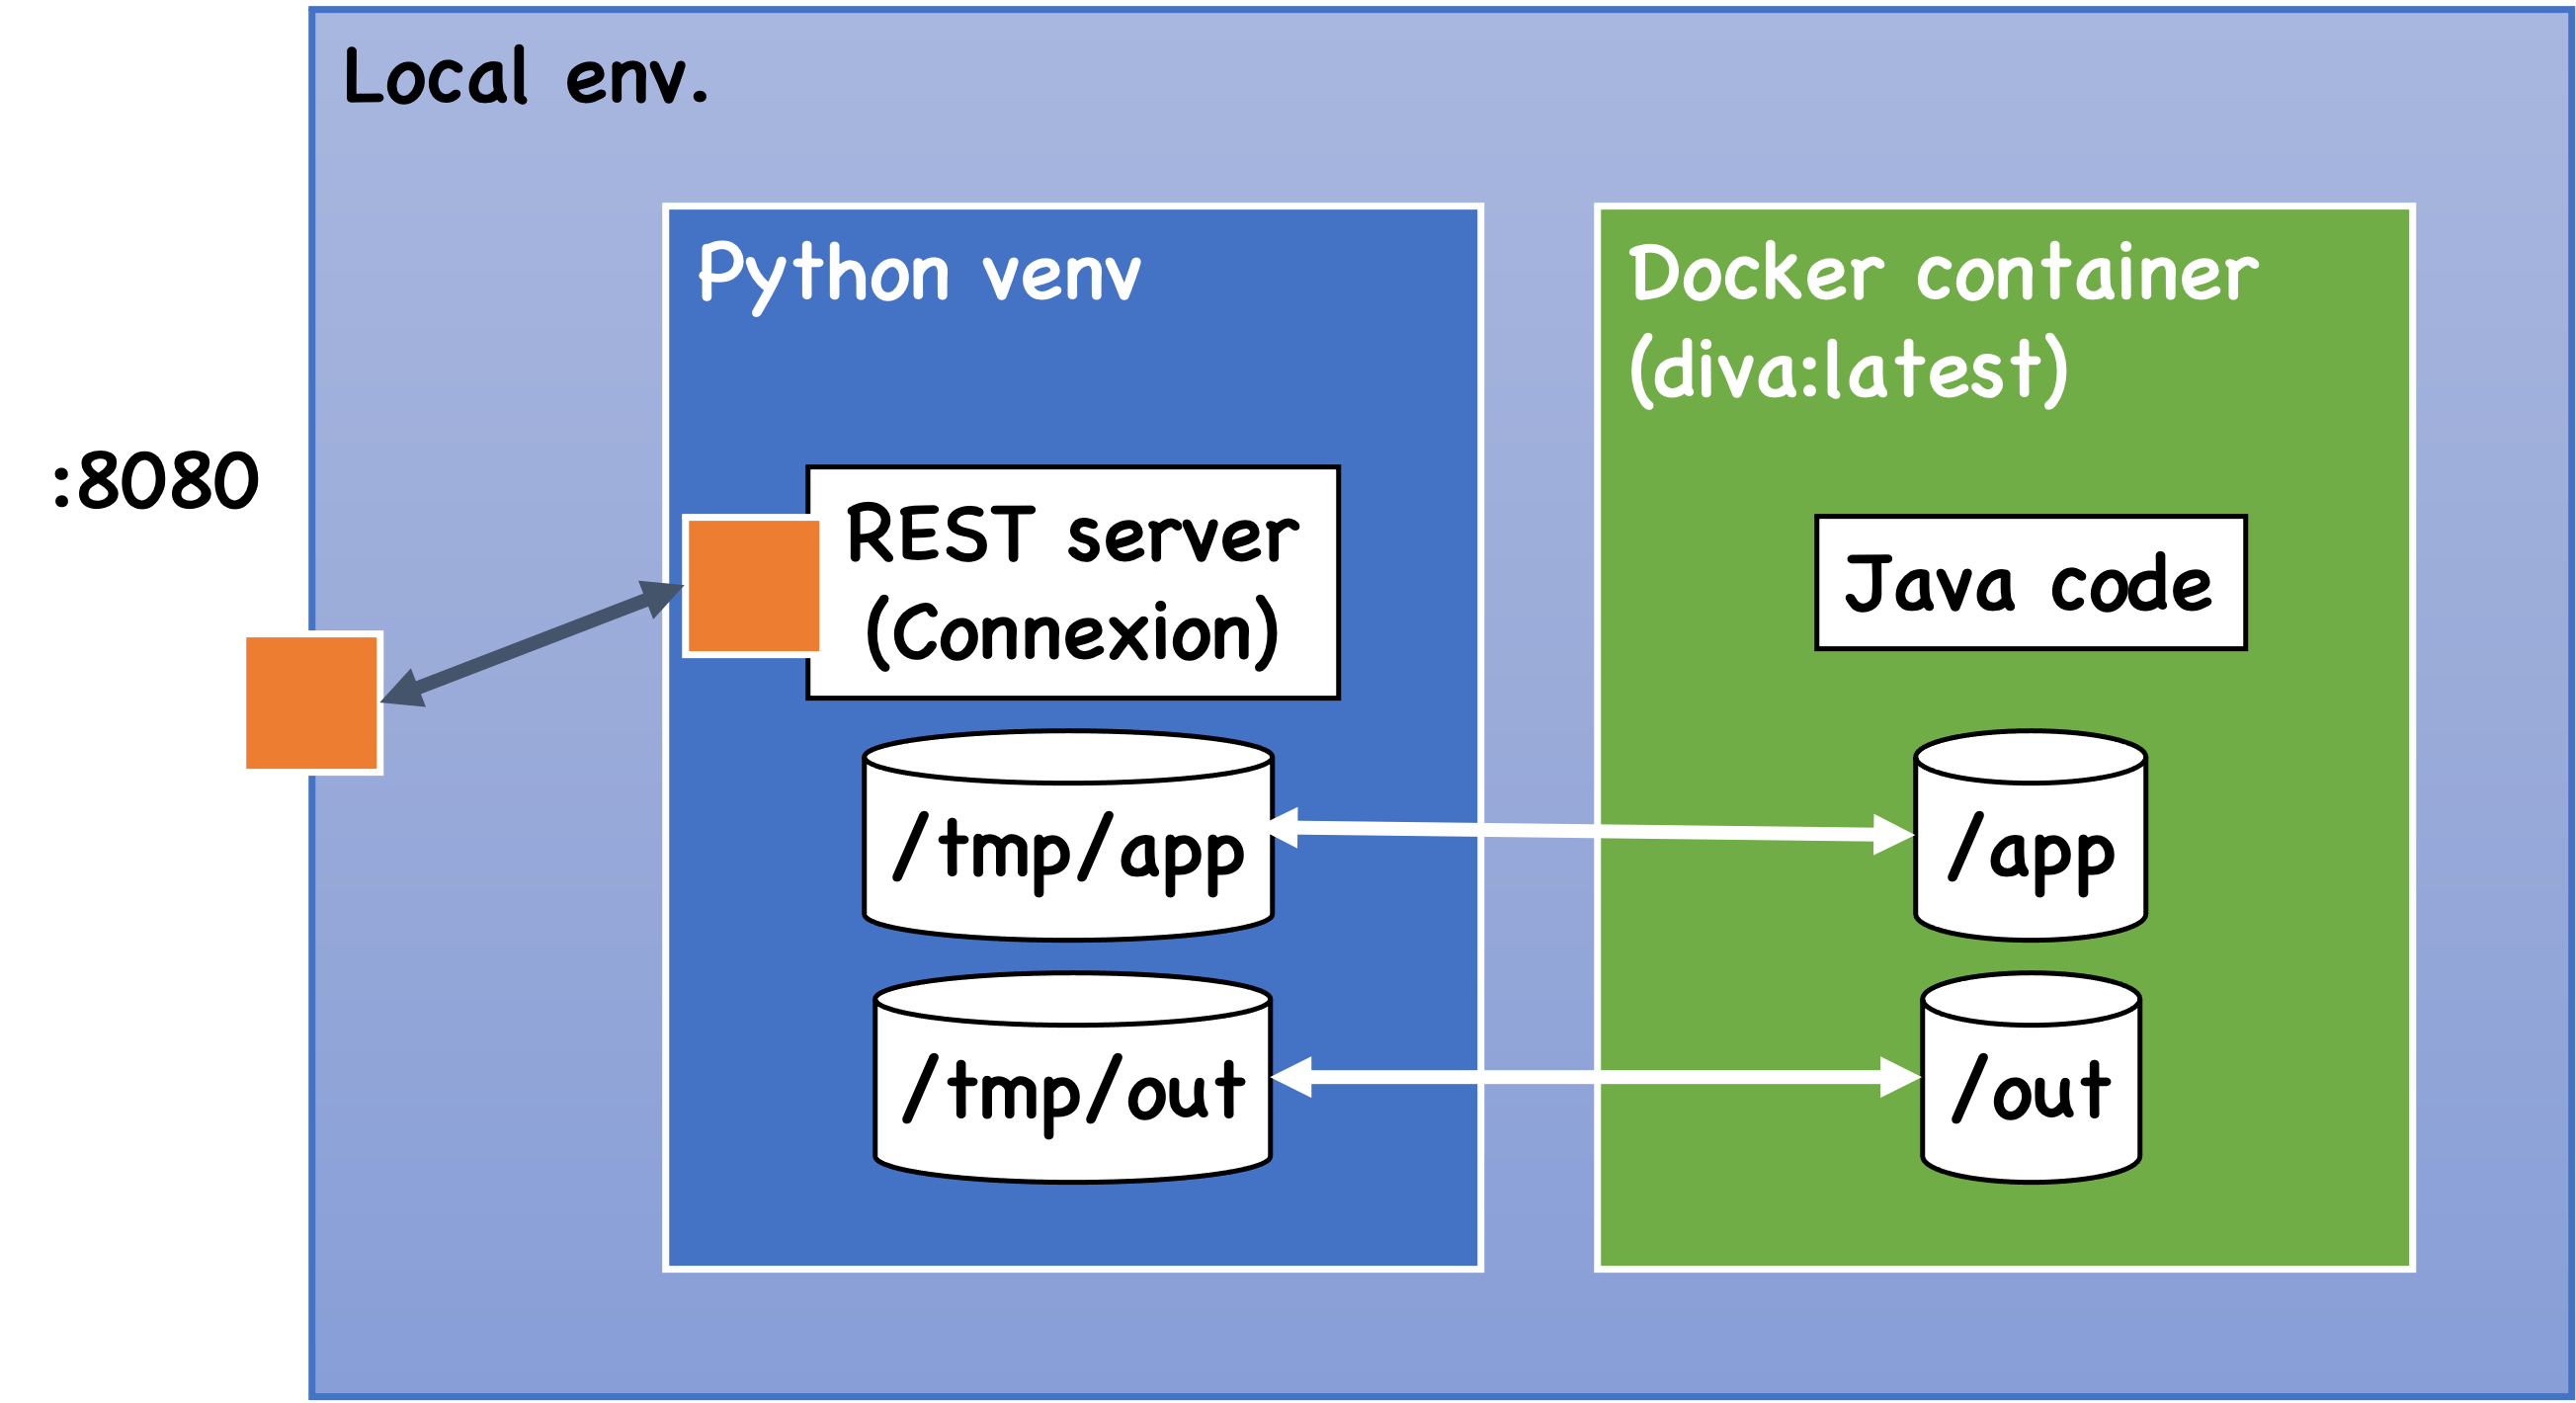 Local env.
:8080
Python venv
REST server
(Connexion)
/tmp/app
/tmp/out
Docker container
(diva:latest)
Java code
/app
/out